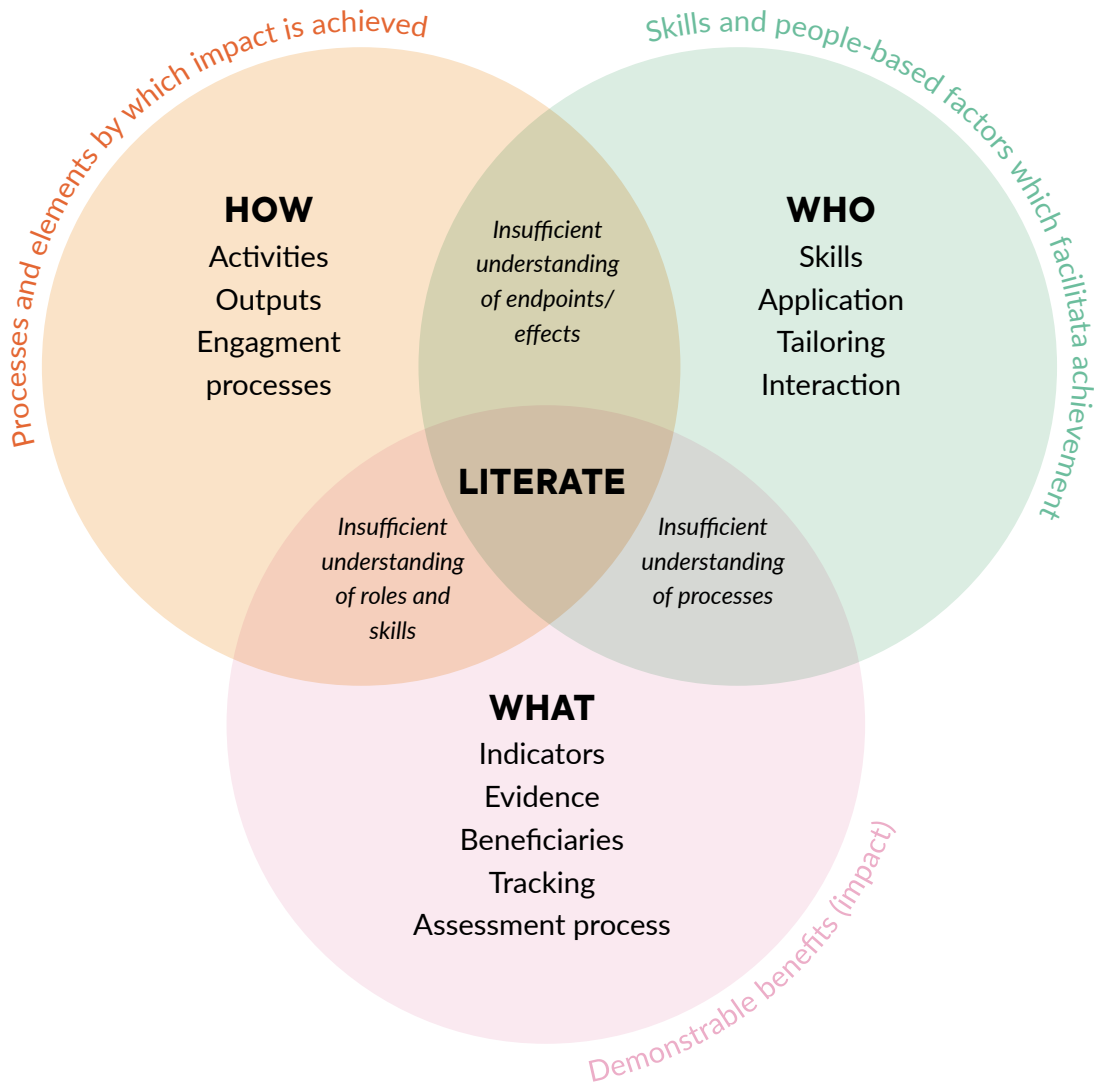 Processes and elements by which impact is achieved
Skills and people-based factors which facilitata achievement
HOW
Activities
Outputs
Engagment
processes
Insufficient
understanding
of endpoints/
effects
WHO
Skills
Application
Tailoring
Interaction
LITERATE
Insufficient
understanding
of roles and
skills
Insufficient
understanding
of processes
WHAT
Indicators
Evidence
Beneficiaries
Tracking
Assessment process
Demonstrable benefits (impact)